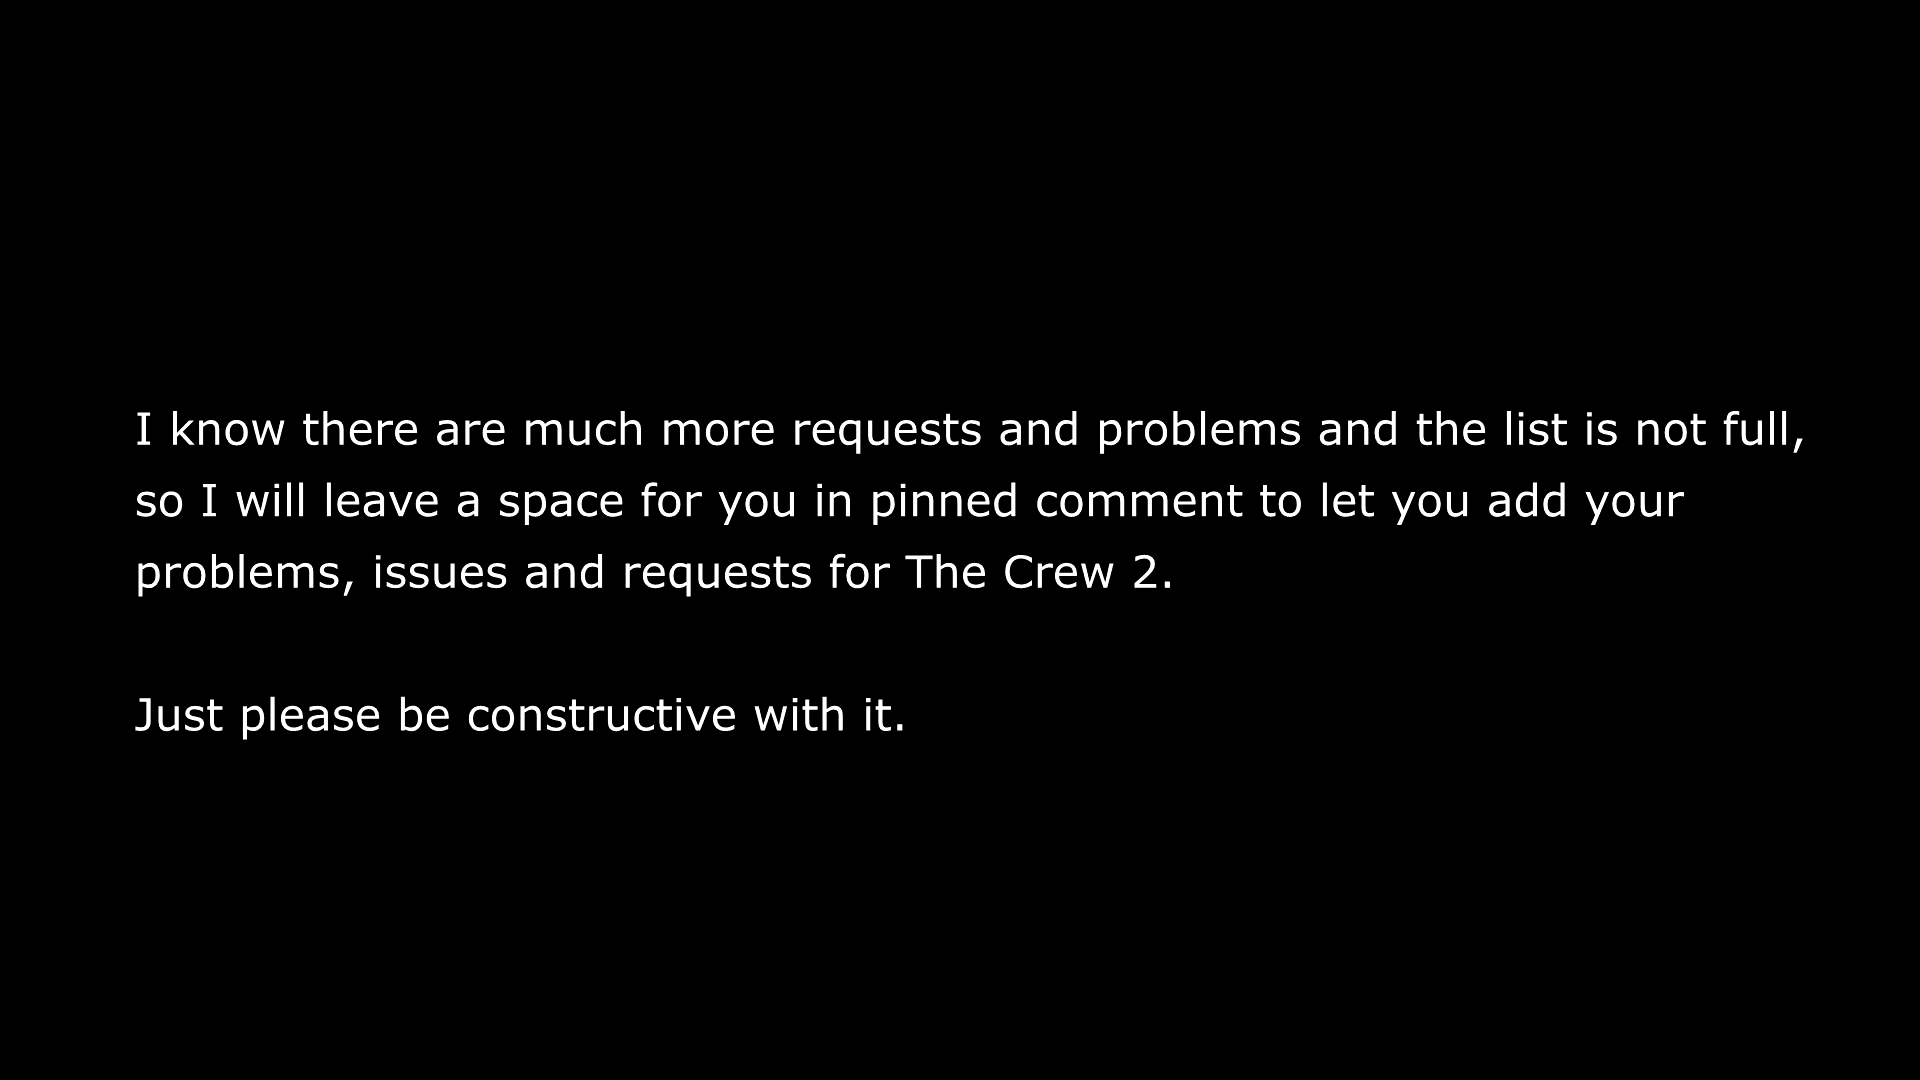 I know there are much more requests and problems and the list is not full,
so I will leave a space for you in pinned comment to let you add your
problems, issues and requests for The Crew 2.
Just please be constructive with it.